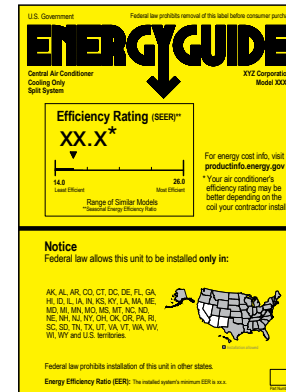 U.S. Government
Federal law prohibits removal of this label before consumer purcha
ENERGYGUIDE
Central Air Conditioner
Cooling Only
Split System
XYZ Corporatio
Model XXX
Efficiency Rating (SEER)**
XX.X*
14.0
26.0
Least Efficient
Most Efficient
Range of Similar Models
**Seasonal Energy Efficiency Ratio
For energy cost info, visit
productinfo.energy.gov
* Your air conditioner's
efficiency rating may be
better depending on the
coil your contractor install
Notice
Federal law allows this unit to be installed only in:
AK, AL, AR, CO, CT, DC, DE, FL, GA,
HI, ID, IL, IA, IN, KS, KY, LA, MA, ME,
MD, MI, MN, MO, MS, MT, NC, ND,
NE, NH, NJ, NY, OH, OK, OR, PA, RI,
SC, SD, TN, TX, UT, VA, VT, WA, WV,
WI, WY and U.S. territories.
Federal law prohibits installation of this unit in other states.
Energy Efficiency Ratio (EER): The installed system's minimum EER is xx.x.